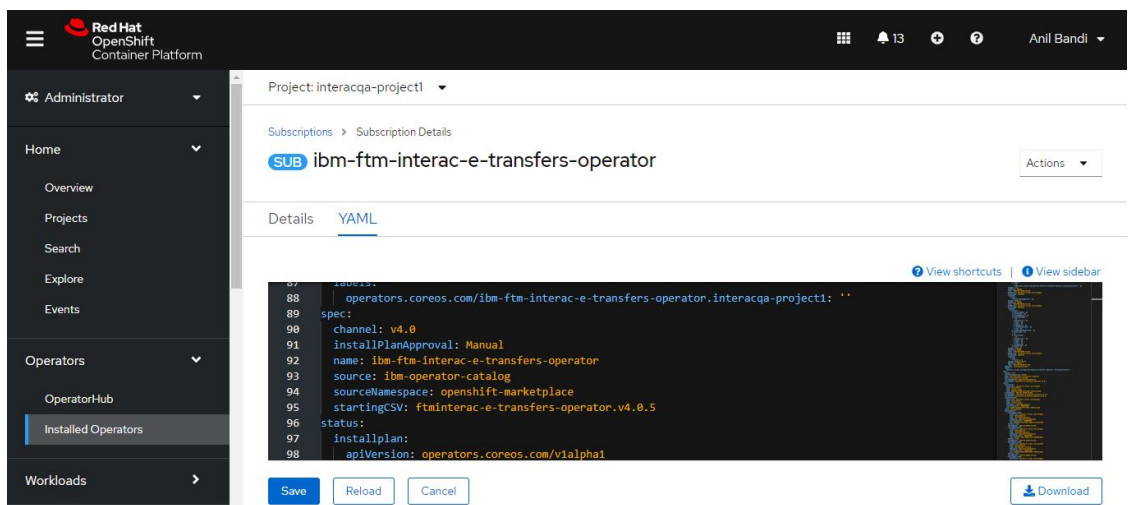 Red Hat
OpenShift
Container Platform
13
Anil Bandi
Administrator
Home
Overview
Projects
Search
Explore
Events
Operators
OperatorHub
Installed Operators
Workloads
Project: interacqa-project1
Subscriptions > Subscription Details
SUB ibm-ftm-interac-e-transfers-operator
Actions
Details YAML
View shortcuts | View sidebar
87 labels:
88 operators.coreos.com/ibm-ftm-interac-e-transfers-operator.interacqa-project1: ''
89 spec:
90 channel: v4.0
91 installPlanApproval: Manual
92 name: ibm-ftm-interac-e-transfers-operator
93 source: ibm-operator-catalog
94 sourceNamespace: openshift-marketplace
95 startingCSV: ftminterac-e-transfers-operator.v4.0.5
96 status:
97 installplan:
98 apiVersion: operators.coreos.com/v1alpha1
Save Reload Cancel Download